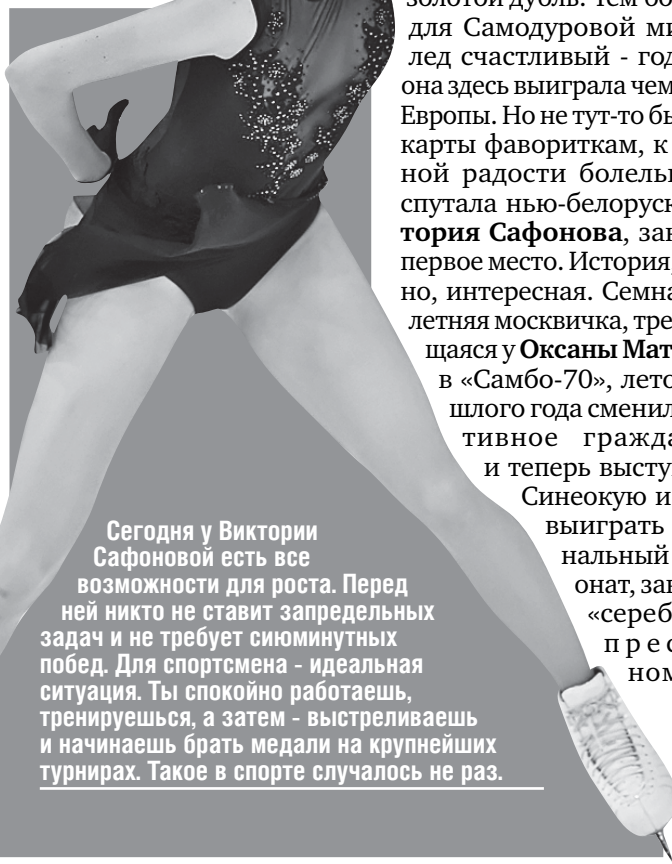 золотой дубль. Тем бо
для Самодуровой ми
лед счастливый - год
она здесь выиграла чем
Европы. Но не тут-то бы
карты фавориткам, к
ной радости болель
спутала нью-белоруск
тория Сафонова, зан
первое место. История,
но, интересная. Семна
летняя москвичка, тре
щаяся у Оксаны Мат
в «Самбо-70», лето
шлого года сменил
тивное гражда
и теперь высту
Синеокую и
выиграть
нальный
онат, зав
«сереб
прес
ном
Сегодня у Виктории
Сафоновой есть все
возможности для роста. Перед
ней никто не ставит запредельных
задач и не требует сиюминутных
побед. Для спортсмена - идеальная
ситуация. Ты спокойно работаешь,
тренируешься, а затем - выстреливаешь
и начинаешь брать медали на крупнейших
турнирах. Такое в спорте случалось не раз.